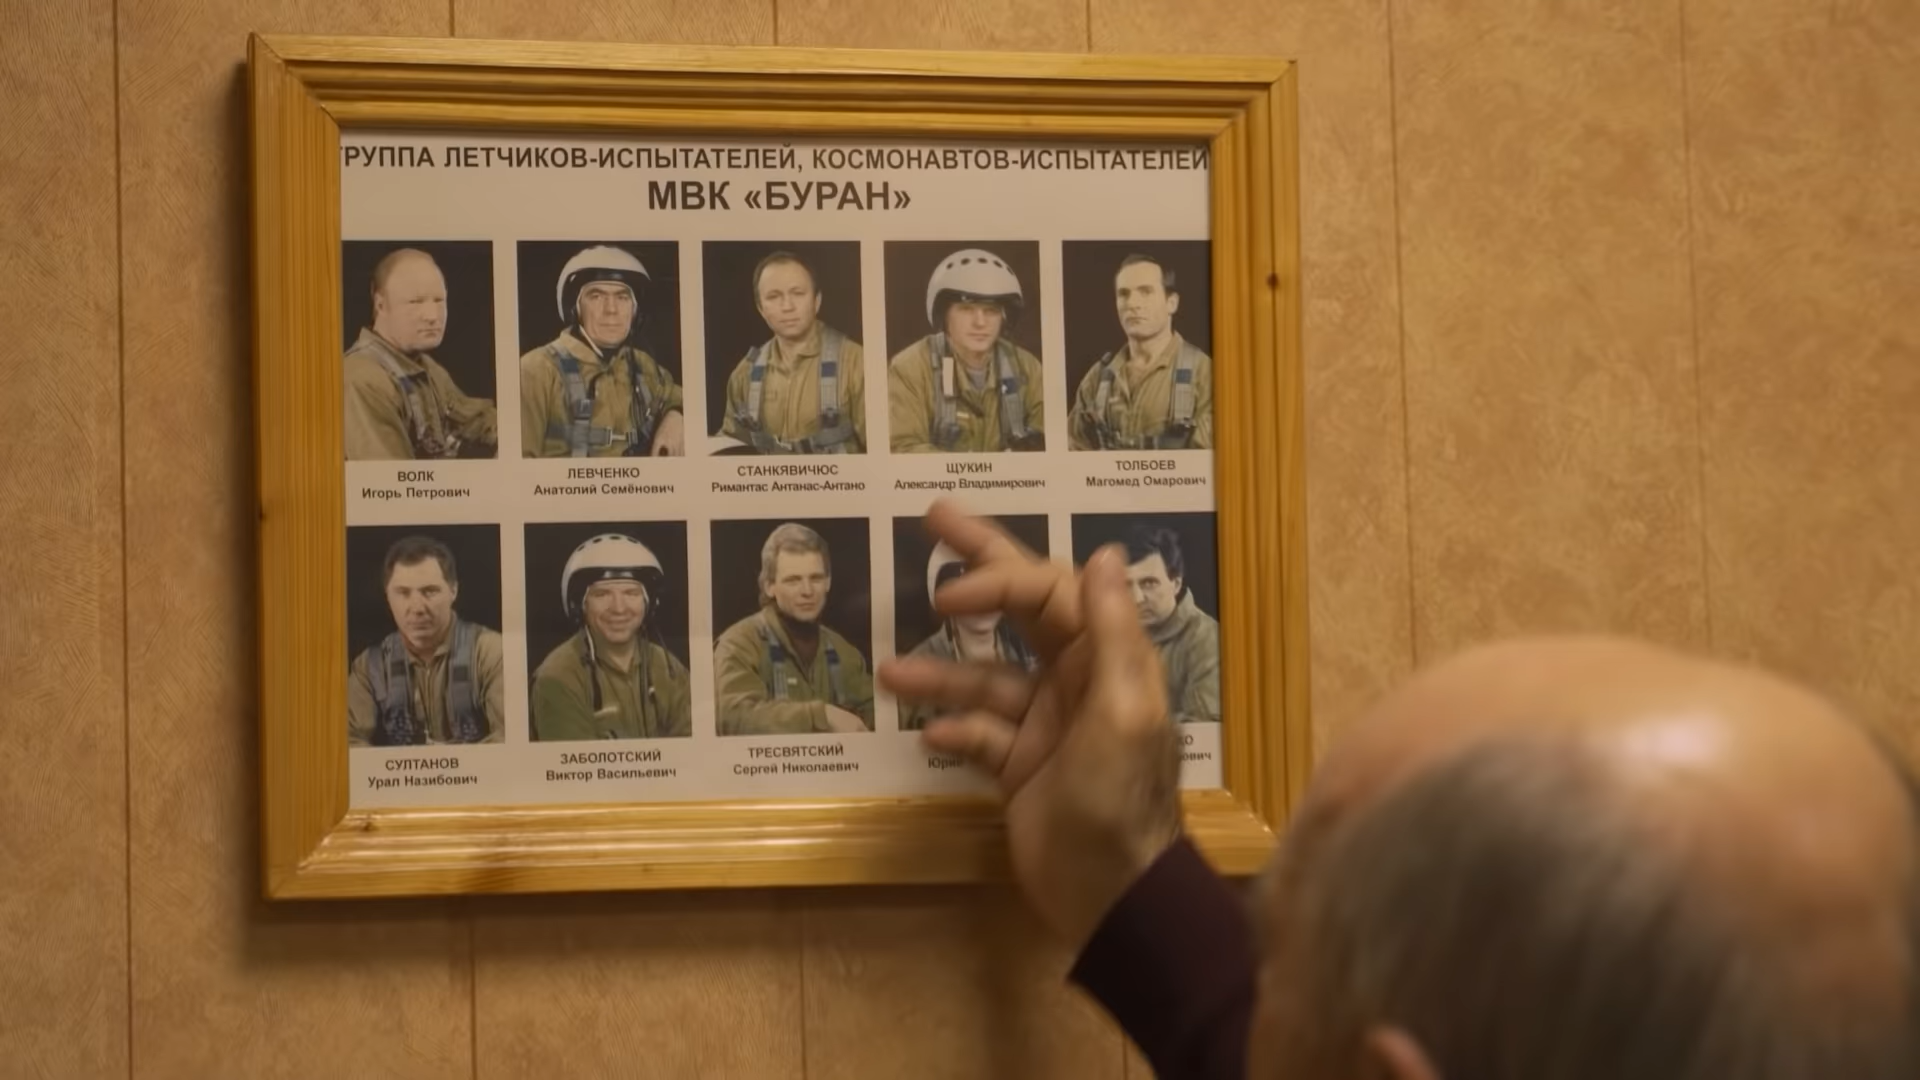 ГРУППА ЛЕТЧИКОВ-ИСПЫТАТЕЛЕЙ, КОСМОНАВТОВ-ИСПЫТАТЕЛЕЙ
МВК «БУРАН»
ВОЛК
Игорь Петрович
ЛЕВЧЕНКО
Анатолий Семёнович
СТАНКЯВИЧЮС
Римантас Антанас-Антано
ЩУКИН
Александр Владимирович
ТОЛБОЕВ
Магомед Омарович
СУЛТАНОВ
Урал Назибович
ЗАБОЛОТСКИЙ
Виктор Васильевич
ТРЕСВЯТСКИЙ
Сергей Николаевич